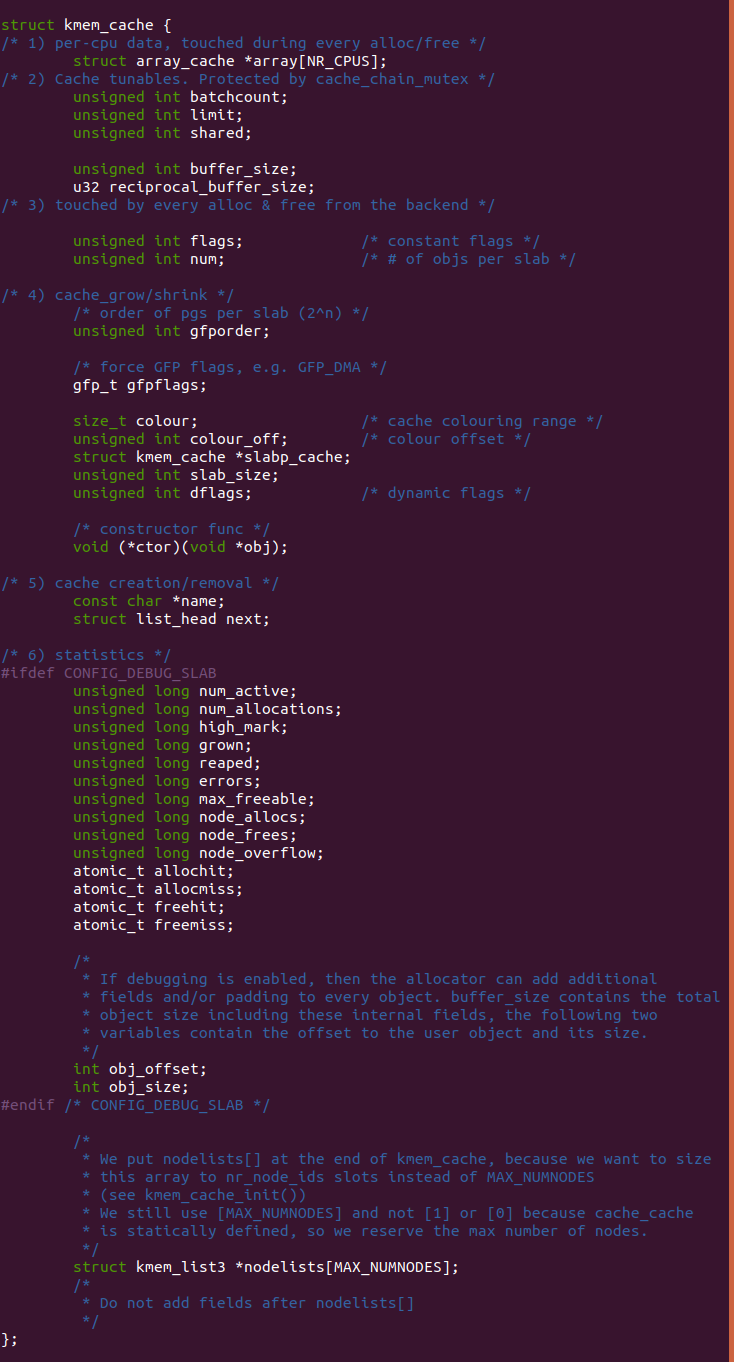 struct kmem_cache {
/* 1) per-cpu data, touched during every alloc/free */
        struct array_cache *array[NR_CPUS];
/* 2) Cache tunables. Protected by cache_chain_mutex */
        unsigned int batchcount;
        unsigned int limit;
        unsigned int shared;

        unsigned int buffer_size;
        u32 reciprocal_buffer_size;
/* 3) touched by every alloc & free from the backend */

        unsigned int flags;             /* constant flags */
        unsigned int num;               /* # of objs per slab */

/* 4) cache_grow/shrink */
        /* order of pgs per slab (2^n) */
        unsigned int gfporder;

        /* force GFP flags, e.g. GFP_DMA */
        gfp_t gfpflags;

        size_t colour;                  /* cache colouring range */
        unsigned int colour_off;        /* colour offset */
        struct kmem_cache *slabp_cache;
        unsigned int slab_size;
        unsigned int dflags;            /* dynamic flags */

        /* constructor func */
        void (*ctor)(void *obj);

/* 5) cache creation/removal */
        const char *name;
        struct list_head next;

/* 6) statistics */
#ifdef CONFIG_DEBUG_SLAB
        unsigned long num_active;
        unsigned long num_allocations;
        unsigned long high_mark;
        unsigned long grown;
        unsigned long reaped;
        unsigned long errors;
        unsigned long max_freeable;
        unsigned long node_allocs;
        unsigned long node_frees;
        unsigned long node_overflow;
        atomic_t allochit;
        atomic_t allocmiss;
        atomic_t freehit;
        atomic_t freemiss;

        /*
         * If debugging is enabled, then the allocator can add additional
         * fields and/or padding to every object. buffer_size contains the total
         * object size including these internal fields, the following two
         * variables contain the offset to the user object and its size.
         */
        int obj_offset;
        int obj_size;
#endif /* CONFIG_DEBUG_SLAB */

        /*
         * We put nodelists[] at the end of kmem_cache, because we want to size
         * this array to nr_node_ids slots instead of MAX_NUMNODES
         * (see kmem_cache_init())
         * We still use [MAX_NUMNODES] and not [1] or [0] because cache_cache
         * is statically defined, so we reserve the max number of nodes.
         */
        struct kmem_list3 *nodelists[MAX_NUMNODES];
        /*
         * Do not add fields after nodelists[]
         */
};